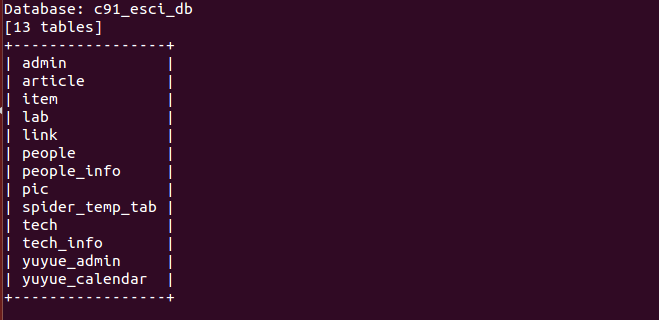 Database: c91_esci_db
[13 tables]
+-----------------+
| admin           |
| article         |
| item            |
| lab             |
| link            |
| people          |
| people_info     |
| pic             |
| spider_temp_tab |
| tech            |
| tech_info       |
| yuyue_admin     |
| yuyue_calendar  |
+-----------------+